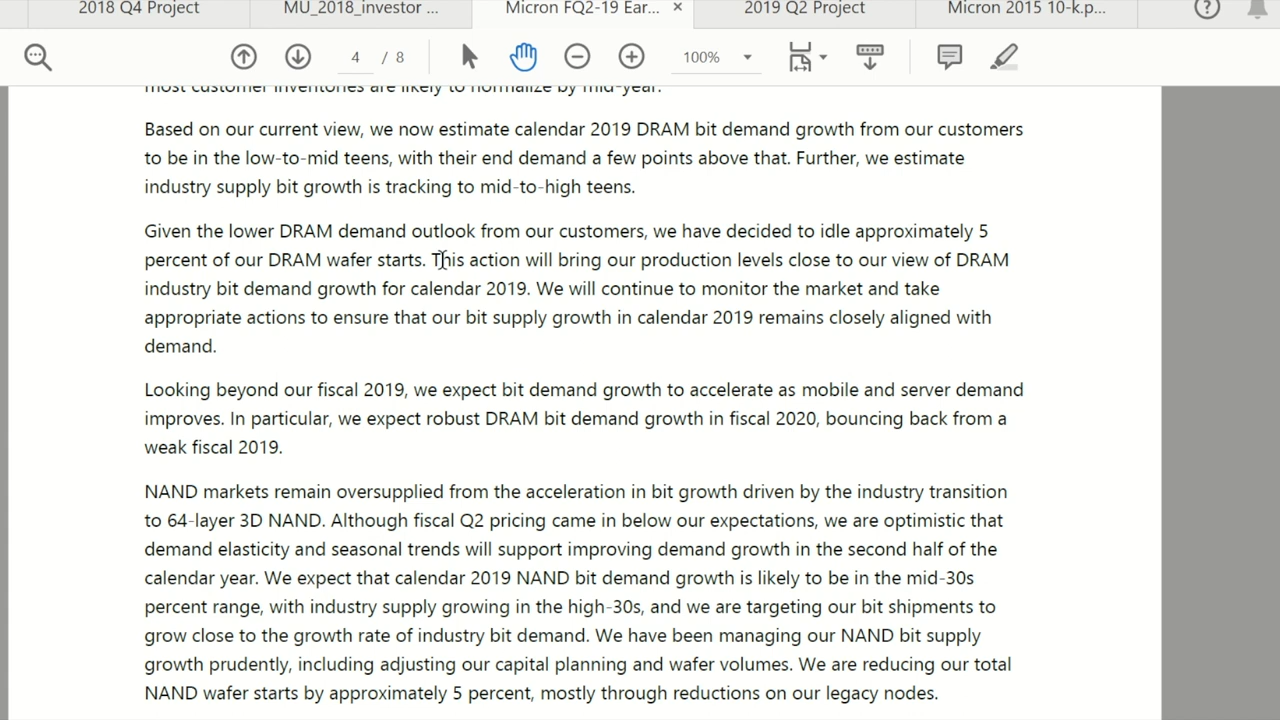 2018 Q4 Project
MU_2018_investor ...
Micron FQ2-19 Ear...
2019 Q2 Project
Micron 2015 10-k.p...
4 / 8
100%
most customer inventories are likely to normalize by mid-year.
Based on our current view, we now estimate calendar 2019 DRAM bit demand growth from our customers
to be in the low-to-mid teens, with their end demand a few points above that. Further, we estimate
industry supply bit growth is tracking to mid-to-high teens.
Given the lower DRAM demand outlook from our customers, we have decided to idle approximately 5
percent of our DRAM wafer starts. This action will bring our production levels close to our view of DRAM
industry bit demand growth for calendar 2019. We will continue to monitor the market and take
appropriate actions to ensure that our bit supply growth in calendar 2019 remains closely aligned with
demand.
Looking beyond our fiscal 2019, we expect bit demand growth to accelerate as mobile and server demand
improves. In particular, we expect robust DRAM bit demand growth in fiscal 2020, bouncing back from a
weak fiscal 2019.
NAND markets remain oversupplied from the acceleration in bit growth driven by the industry transition
to 64-layer 3D NAND. Although fiscal Q2 pricing came in below our expectations, we are optimistic that
demand elasticity and seasonal trends will support improving demand growth in the second half of the
calendar year. We expect that calendar 2019 NAND bit demand growth is likely to be in the mid-30s
percent range, with industry supply growing in the high-30s, and we are targeting our bit shipments to
grow close to the growth rate of industry bit demand. We have been managing our NAND bit supply
growth prudently, including adjusting our capital planning and wafer volumes. We are reducing our total
NAND wafer starts by approximately 5 percent, mostly through reductions on our legacy nodes.